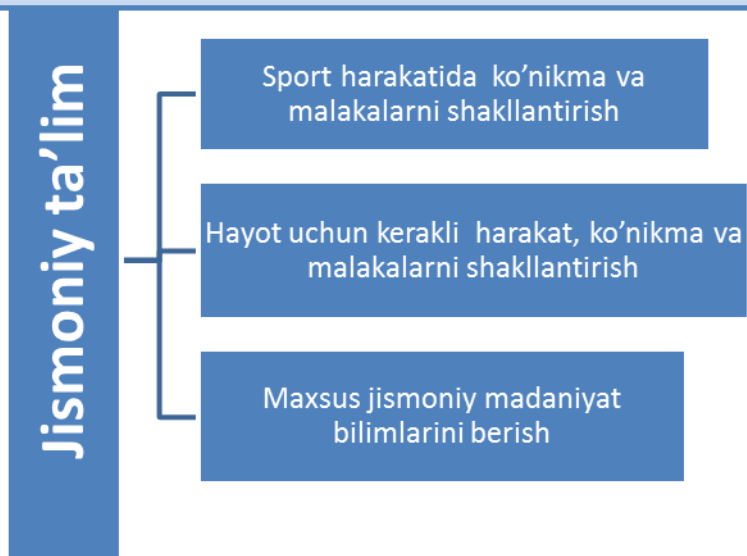 Jismoniy ta’lim
Sport harakatida ko’nikma va
malakalarni shakllantirish
Hayot uchun kerakli harakat, ko’nikma va
malakalarni shakllantirish
Maxsus jismoniy madaniyat
bilimlarini berish